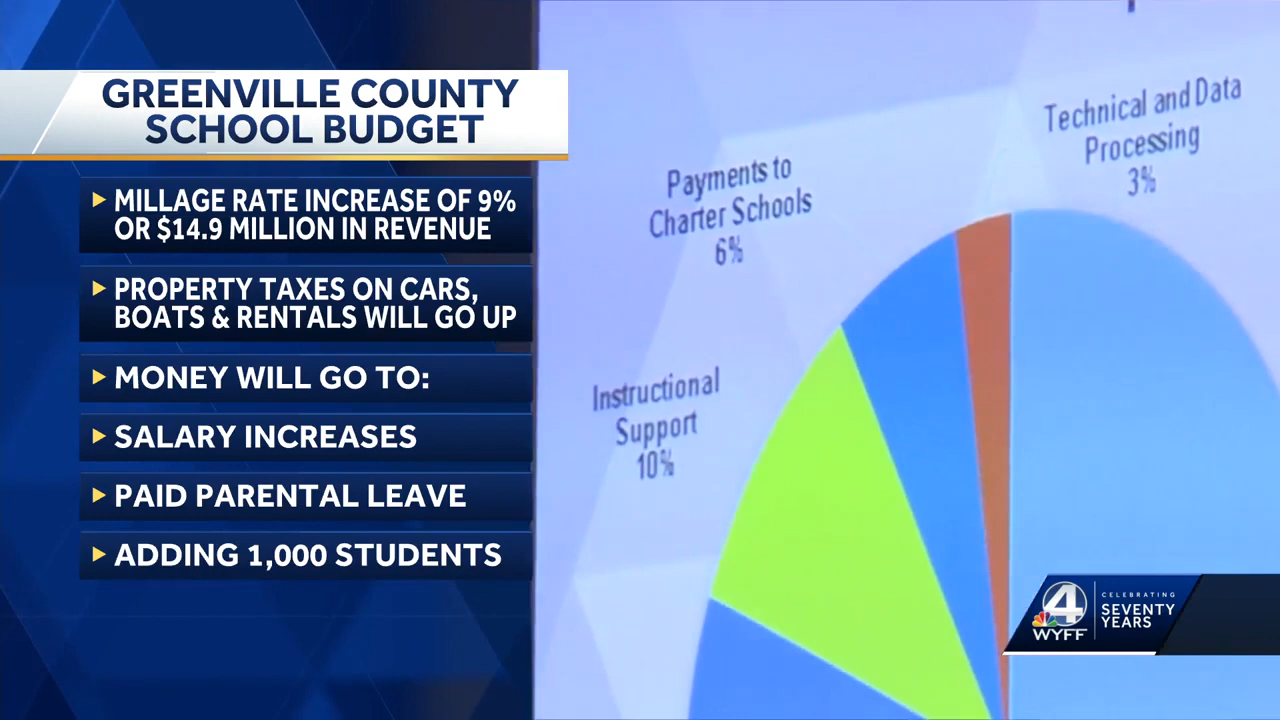 GREENVILLE COUNTY
SCHOOL BUDGET
MILLAGE RATE INCREASE OF 9%
OR $14.9 MILLION IN REVENUE
PROPERTY TAXES ON CARS,
BOATS & RENTALS WILL GO UP
MONEY WILL GO TO:
SALARY INCREASES
PAID PARENTAL LEAVE
ADDING 1,000 STUDENTS
Technical and Data
Processing
3%
Payments to
Charter Schools
6%
Instructional
Support
10%
4
WYFF
CELEBRATING
SEVENTY
YEARS